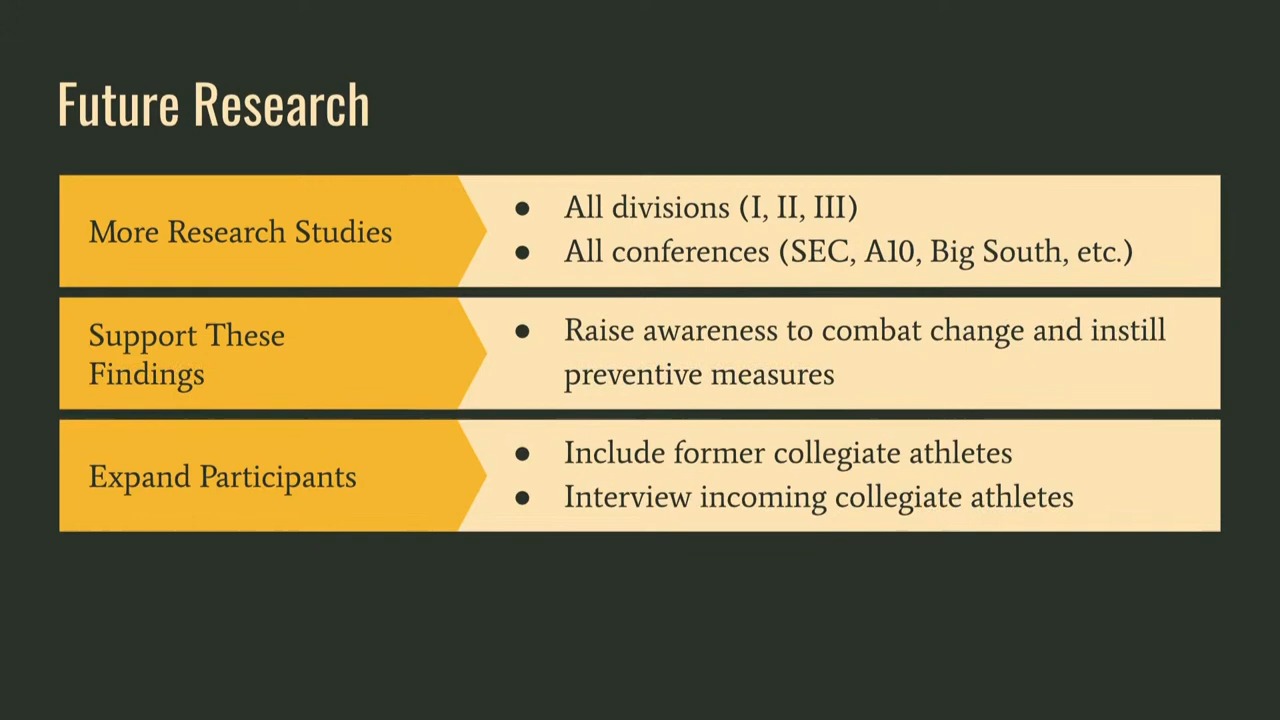 Future Research
More Research Studies
● All divisions (I, II, III)
● All conferences (SEC, A10, Big South, etc.)
Support These
Findings
● Raise awareness to combat change and instill
preventive measures
Expand Participants
● Include former collegiate athletes
● Interview incoming collegiate athletes